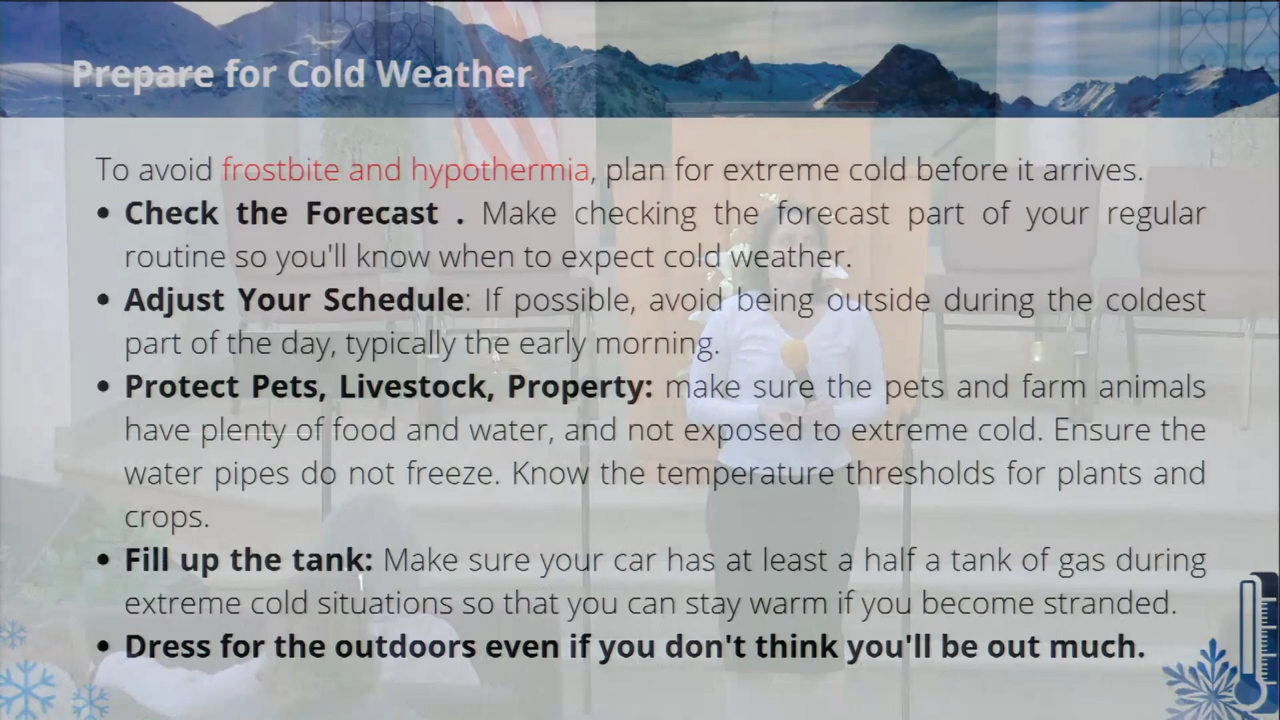 Prepare for Cold Weather
To avoid frostbite and hypothermia, plan for extreme cold before it arrives.
• Check the Forecast . Make checking the forecast part of your regular
routine so you'll know when to expect cold weather.
• Adjust Your Schedule: If possible, avoid being outside during the coldest
part of the day, typically the early morning.
• Protect Pets, Livestock, Property: make sure the pets and farm animals
have plenty of food and water, and not exposed to extreme cold. Ensure the
water pipes do not freeze. Know the temperature thresholds for plants and
crops.
• Fill up the tank: Make sure your car has at least a half a tank of gas during
extreme cold situations so that you can stay warm if you become stranded.
• Dress for the outdoors even if you don't think you'll be out much.